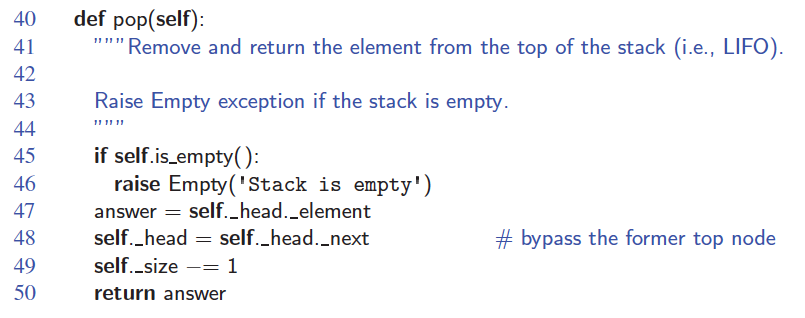 40 def pop(self):
41 """Remove and return the element from the top of the stack (i.e., LIFO).
42
43 Raise Empty exception if the stack is empty.
44 """
45 if self.is_empty():
46 raise Empty('Stack is empty')
47 answer = self._head._element
48 self._head = self._head._next # bypass the former top node
49 self._size −= 1
50 return answer